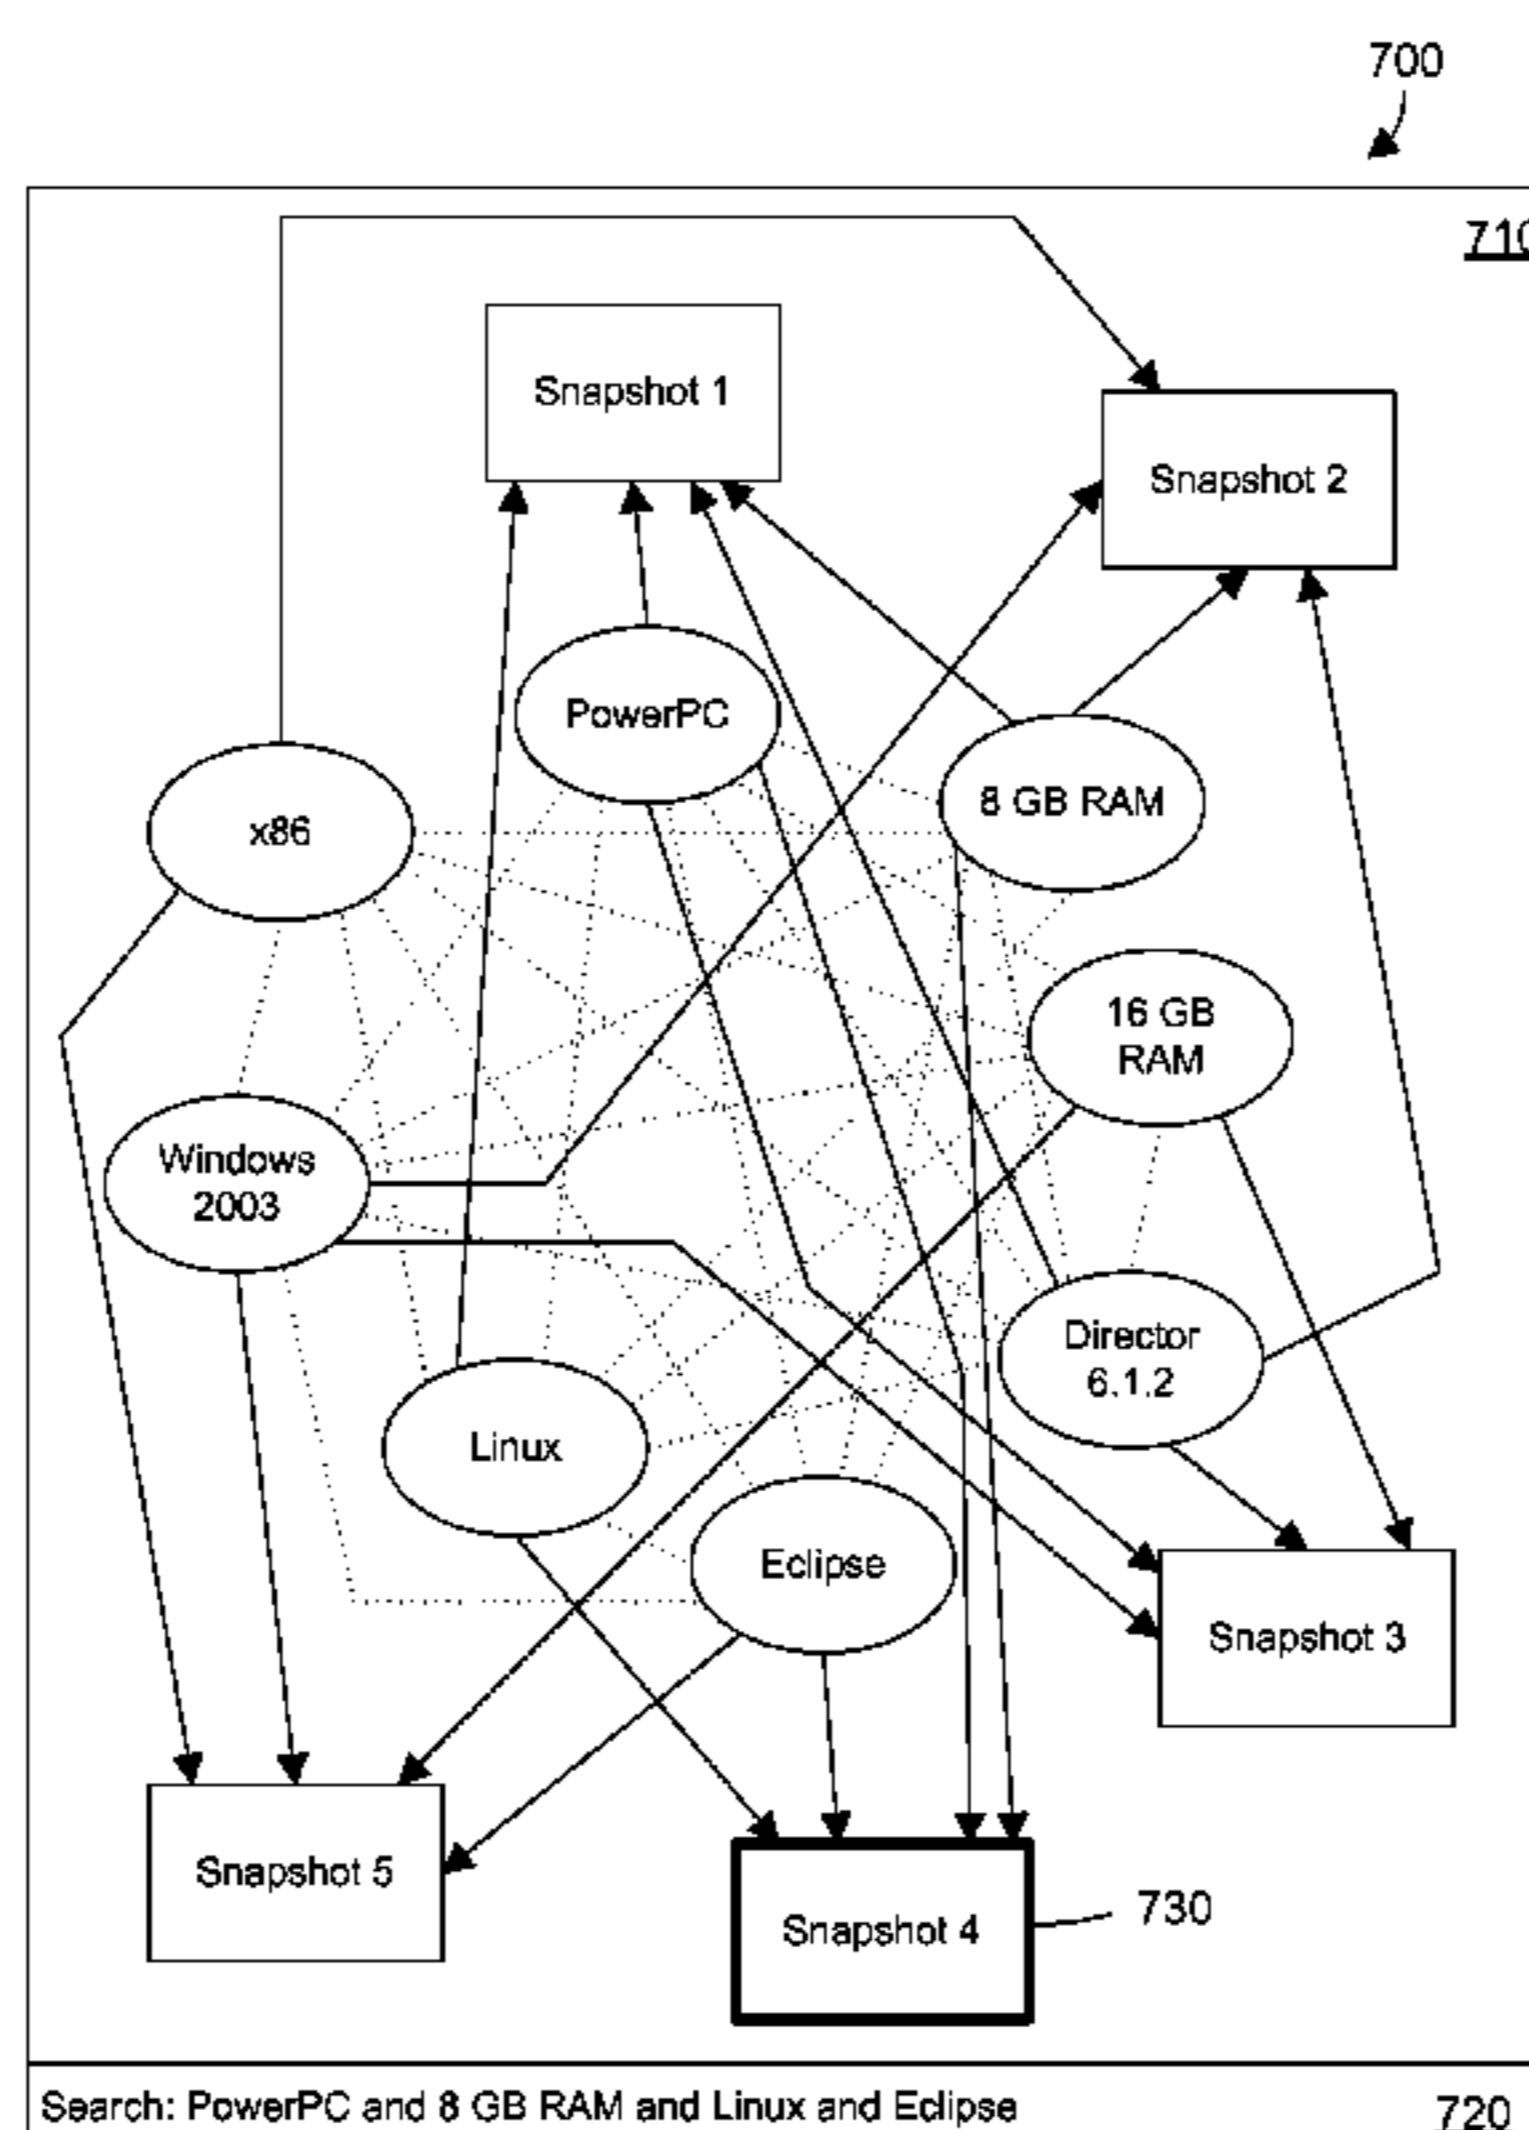 700
710
Snapshot 1
Snapshot 2
PowerPC
8 GB RAM
x86
16 GB
RAM
Windows
2003
Director
6.1.2
Linux
Eclipse
Snapshot 3
Snapshot 5
Snapshot 4
730
Search: PowerPC and 8 GB RAM and Linux and Eclipse
720